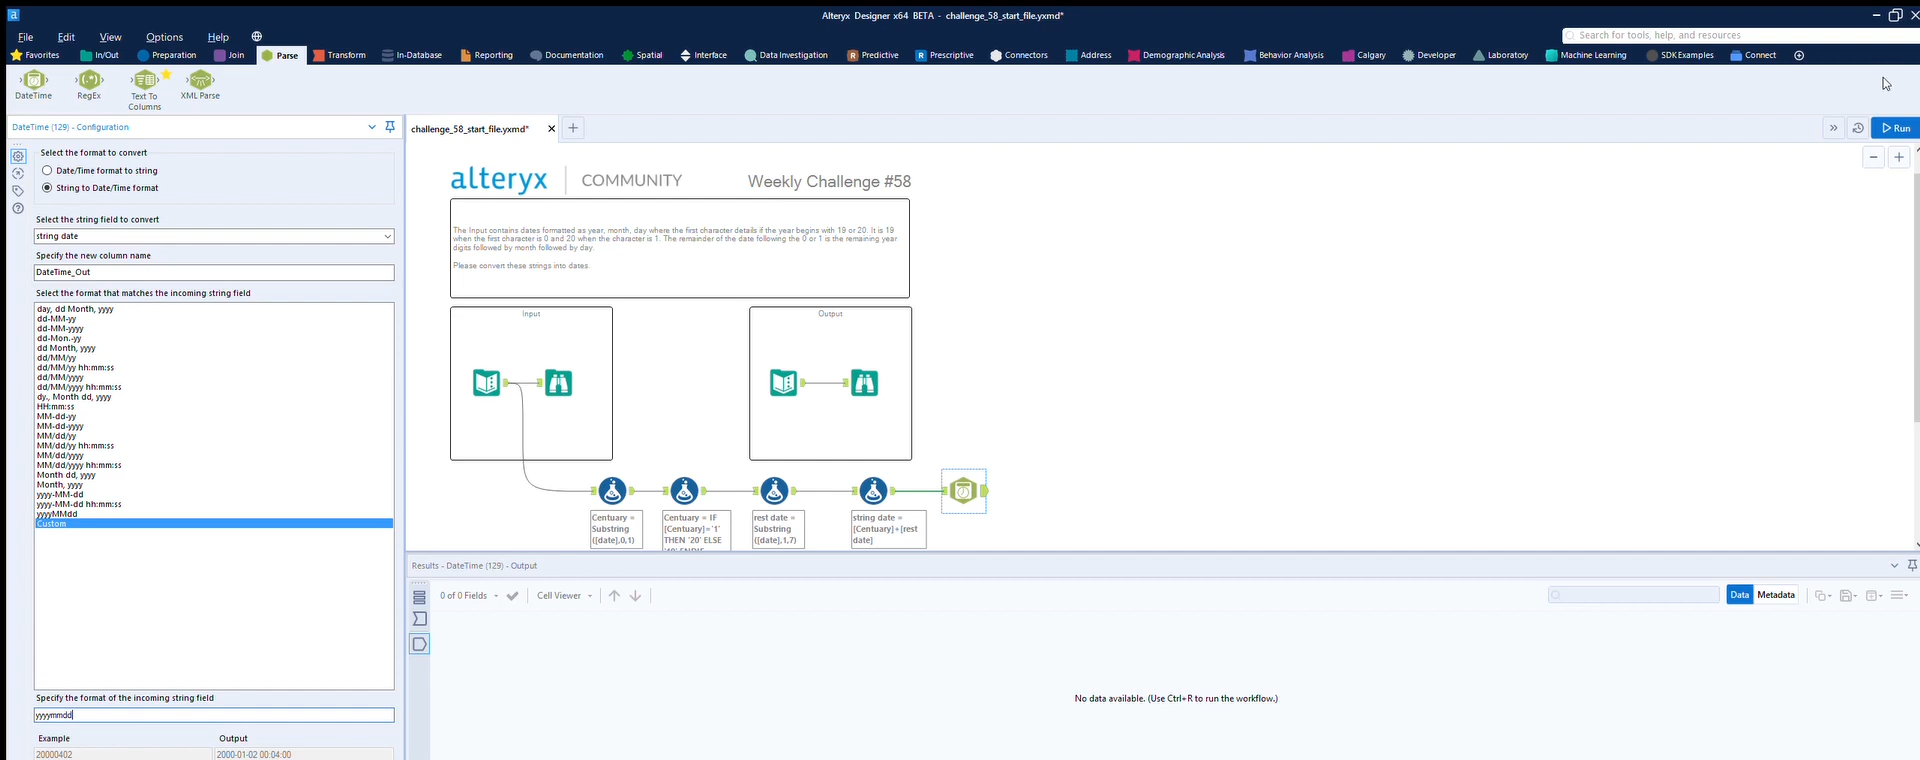 a
Alteryx Designer x64 BETA - challenge_58_start_file.yxmd*
File Edit View Options Help
Search for tools, help, and resources
Favorites In/Out Preparation Join Parse Transform In-Database Reporting Documentation Spatial Interface Data Investigation Predictive Prescriptive Connectors Address Demographic Analysis Behavior Analysis Calgary Developer Laboratory Machine Learning SDK Examples Connect
DateTime RegEx Text To Columns XML Parse
DateTime (129) - Configuration
Select the format to convert
Date/Time format to string
String to Date/Time format
Select the string field to convert
string date
Specify the new column name
DateTime_Out
Select the format that matches the incoming string field
day, dd Month, yyyy
dd-MM-yy
dd-MM-yyyy
dd-Mon.-yy
dd Month, yyyy
dd/MM/yy
dd/MM/yy hh:mm:ss
dd/MM/yyyy
dd/MM/yyyy hh:mm:ss
dy., Month dd, yyyy
HH:mm:ss
MM-dd-yy
MM-dd-yyyy
MM/dd/yy
MM/dd/yy hh:mm:ss
MM/dd/yyyy
MM/dd/yyyy hh:mm:ss
Month dd, yyyy
Month, yyyy
yyyy-MM-dd
yyyy-MM-dd hh:mm:ss
yyyyMMdd
Custom
Specify the format of the incoming string field
yyyymmdd
Example Output
20000402 2000-01-02 00:04:00
challenge_58_start_file.yxmd*
Run
alteryx COMMUNITY Weekly Challenge #58
The Input contains dates formatted as year, month, day where the first character details if the year begins with 19 or 20. It is 19
when the first character is 0 and 20 when the character is 1. The remainder of the date following the 0 or 1 is the remaining year
digits followed by month followed by day.
Please convert these strings into dates.
Input
Output
Centuary =
Substring
([date],0,1)
Centuary = IF
[Centuary]='1'
THEN '20' ELSE
'19' ENDIF
rest date =
Substring
([date],1,7)
string date =
[Centuary]+[rest
date]
Results - DateTime (129) - Output
0 of 0 Fields Cell Viewer Data Metadata
No data available. (Use Ctrl+R to run the workflow.)